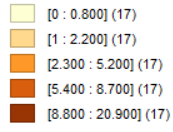 [0 : 0.800] (17)
[1 : 2.200] (17)
[2.300 : 5.200] (17)
[5.400 : 8.700] (17)
[8.800 : 20.900] (17)